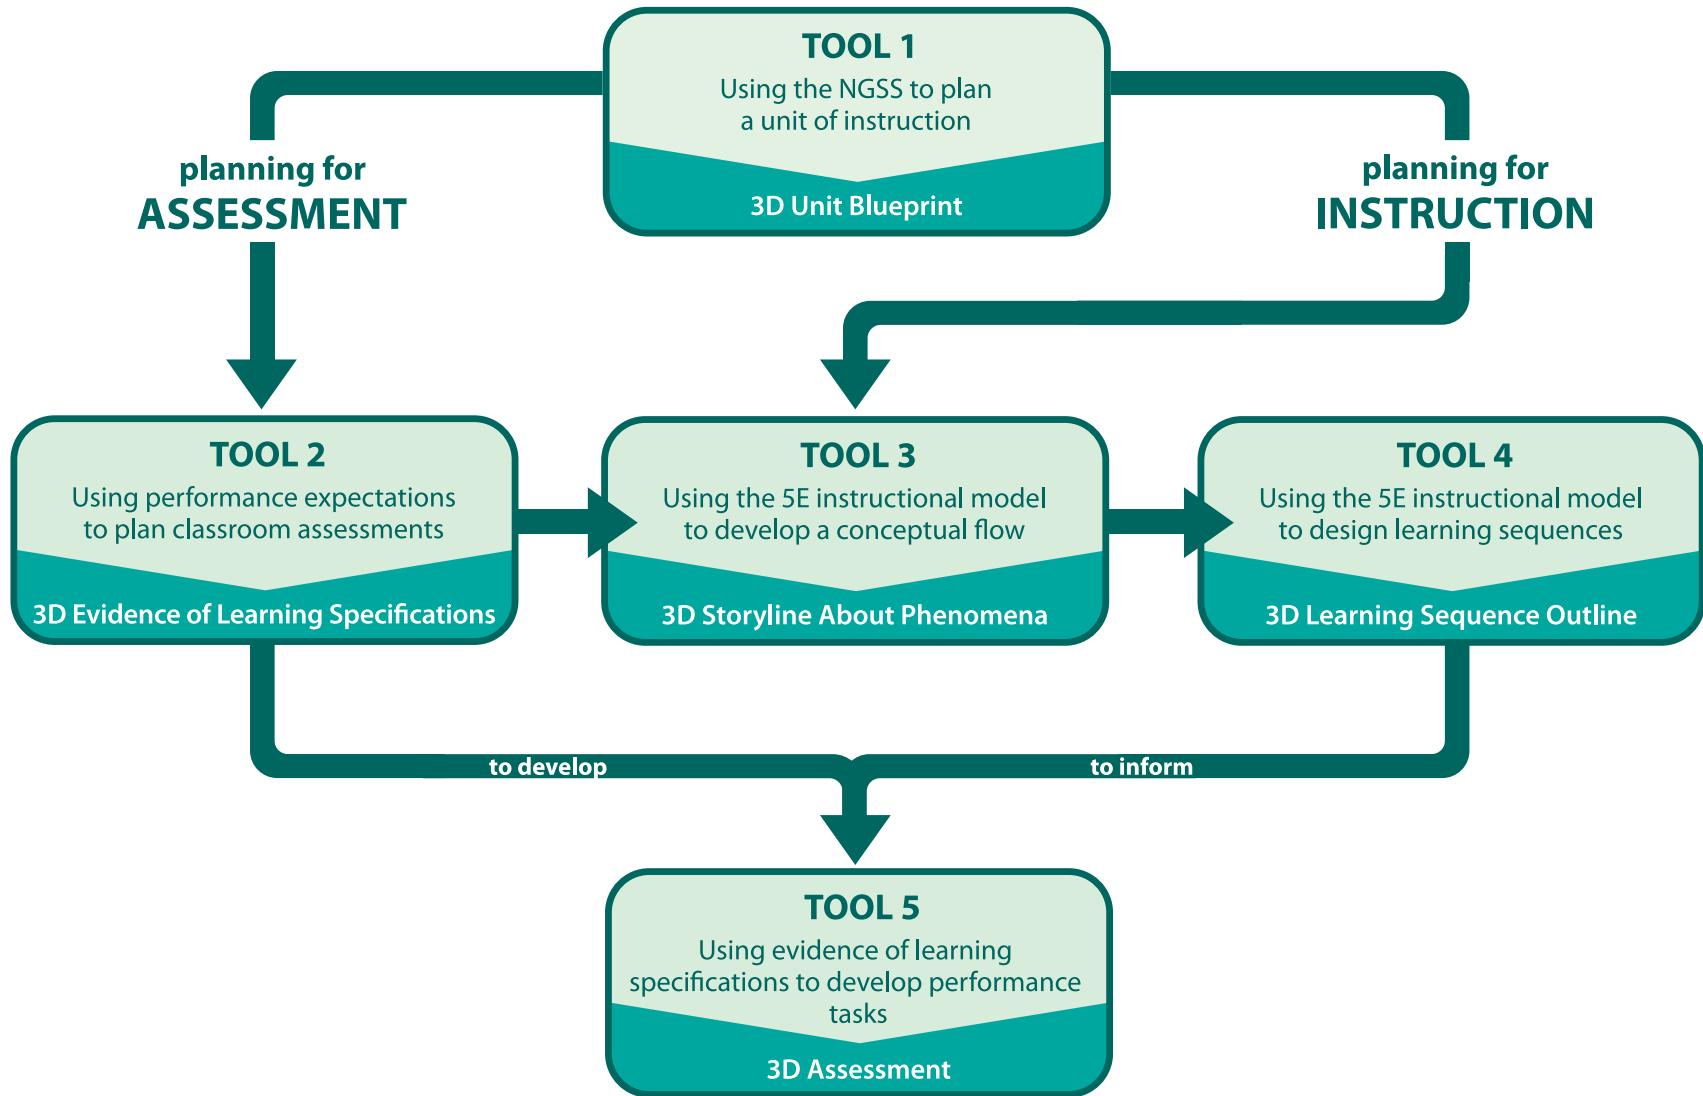 TOOL 1
Using the NGSS to plan
a unit of instruction
3D Unit Blueprint
planning for
ASSESSMENT
planning for
INSTRUCTION
TOOL 2
Using performance expectations
to plan classroom assessments
3D Evidence of Learning Specifications
TOOL 3
Using the 5E instructional model
to develop a conceptual flow
3D Storyline About Phenomena
TOOL 4
Using the 5E instructional model
to design learning sequences
3D Learning Sequence Outline
to develop
to inform
TOOL 5
Using evidence of learning
specifications to develop performance
tasks
3D Assessment